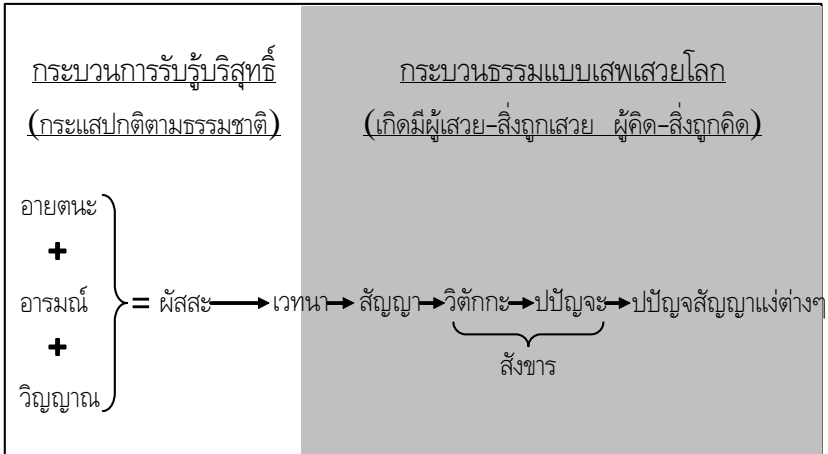 กระบวนการรับรู้บริสุทธิ์
(กระแสปกติตามธรรมชาติ)
กระบวนธรรมแบบเสพเสวยโลก
(เกิดมีผู้เสวย-สิ่งถูกเสวย ผู้คิด-สิ่งถูกคิด)
อายตนะ
+
อารมณ์
+
วิญญาณ
= ผัสสะ → เวทนา → สัญญา → วิตักกะ → ปปัญจะ → ปปัญจสัญญาแง่ต่างๆ
สังขาร